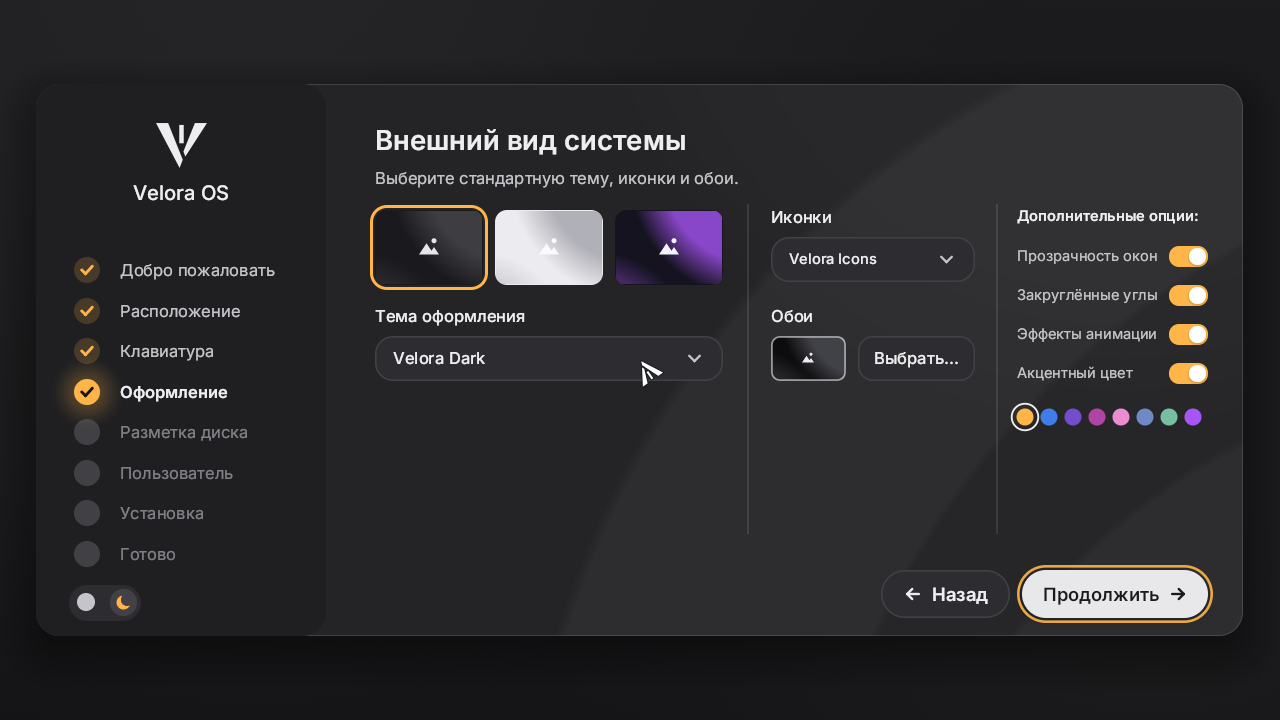 Velora OS
Добро пожаловать
Расположение
Клавиатура
Оформление
Разметка диска
Пользователь
Установка
Готово
Внешний вид системы
Выберите стандартную тему, иконки и обои.
Тема оформления
Velora Dark
Иконки
Velora Icons
Обои
Выбрать...
Дополнительные опции:
Прозрачность окон
Закруглённые углы
Эффекты анимации
Акцентный цвет
Назад
Продолжить